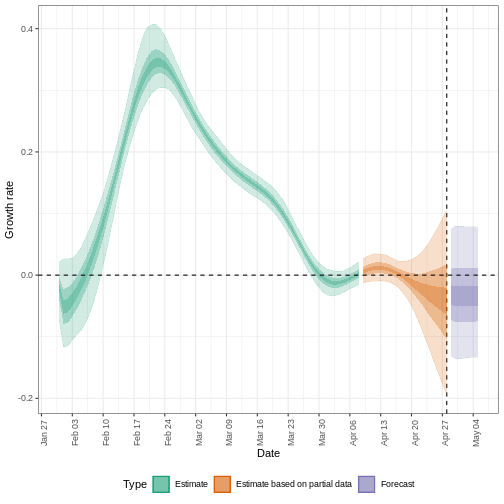 0.4
0.2
0.0
-0.2
Growth rate
Jan 27
Feb 03
Feb 10
Feb 17
Feb 24
Mar 02
Mar 09
Mar 16
Mar 23
Mar 30
Apr 06
Apr 13
Apr 20
Apr 27
May 04
Date
Type Estimate Estimate based on partial data Forecast